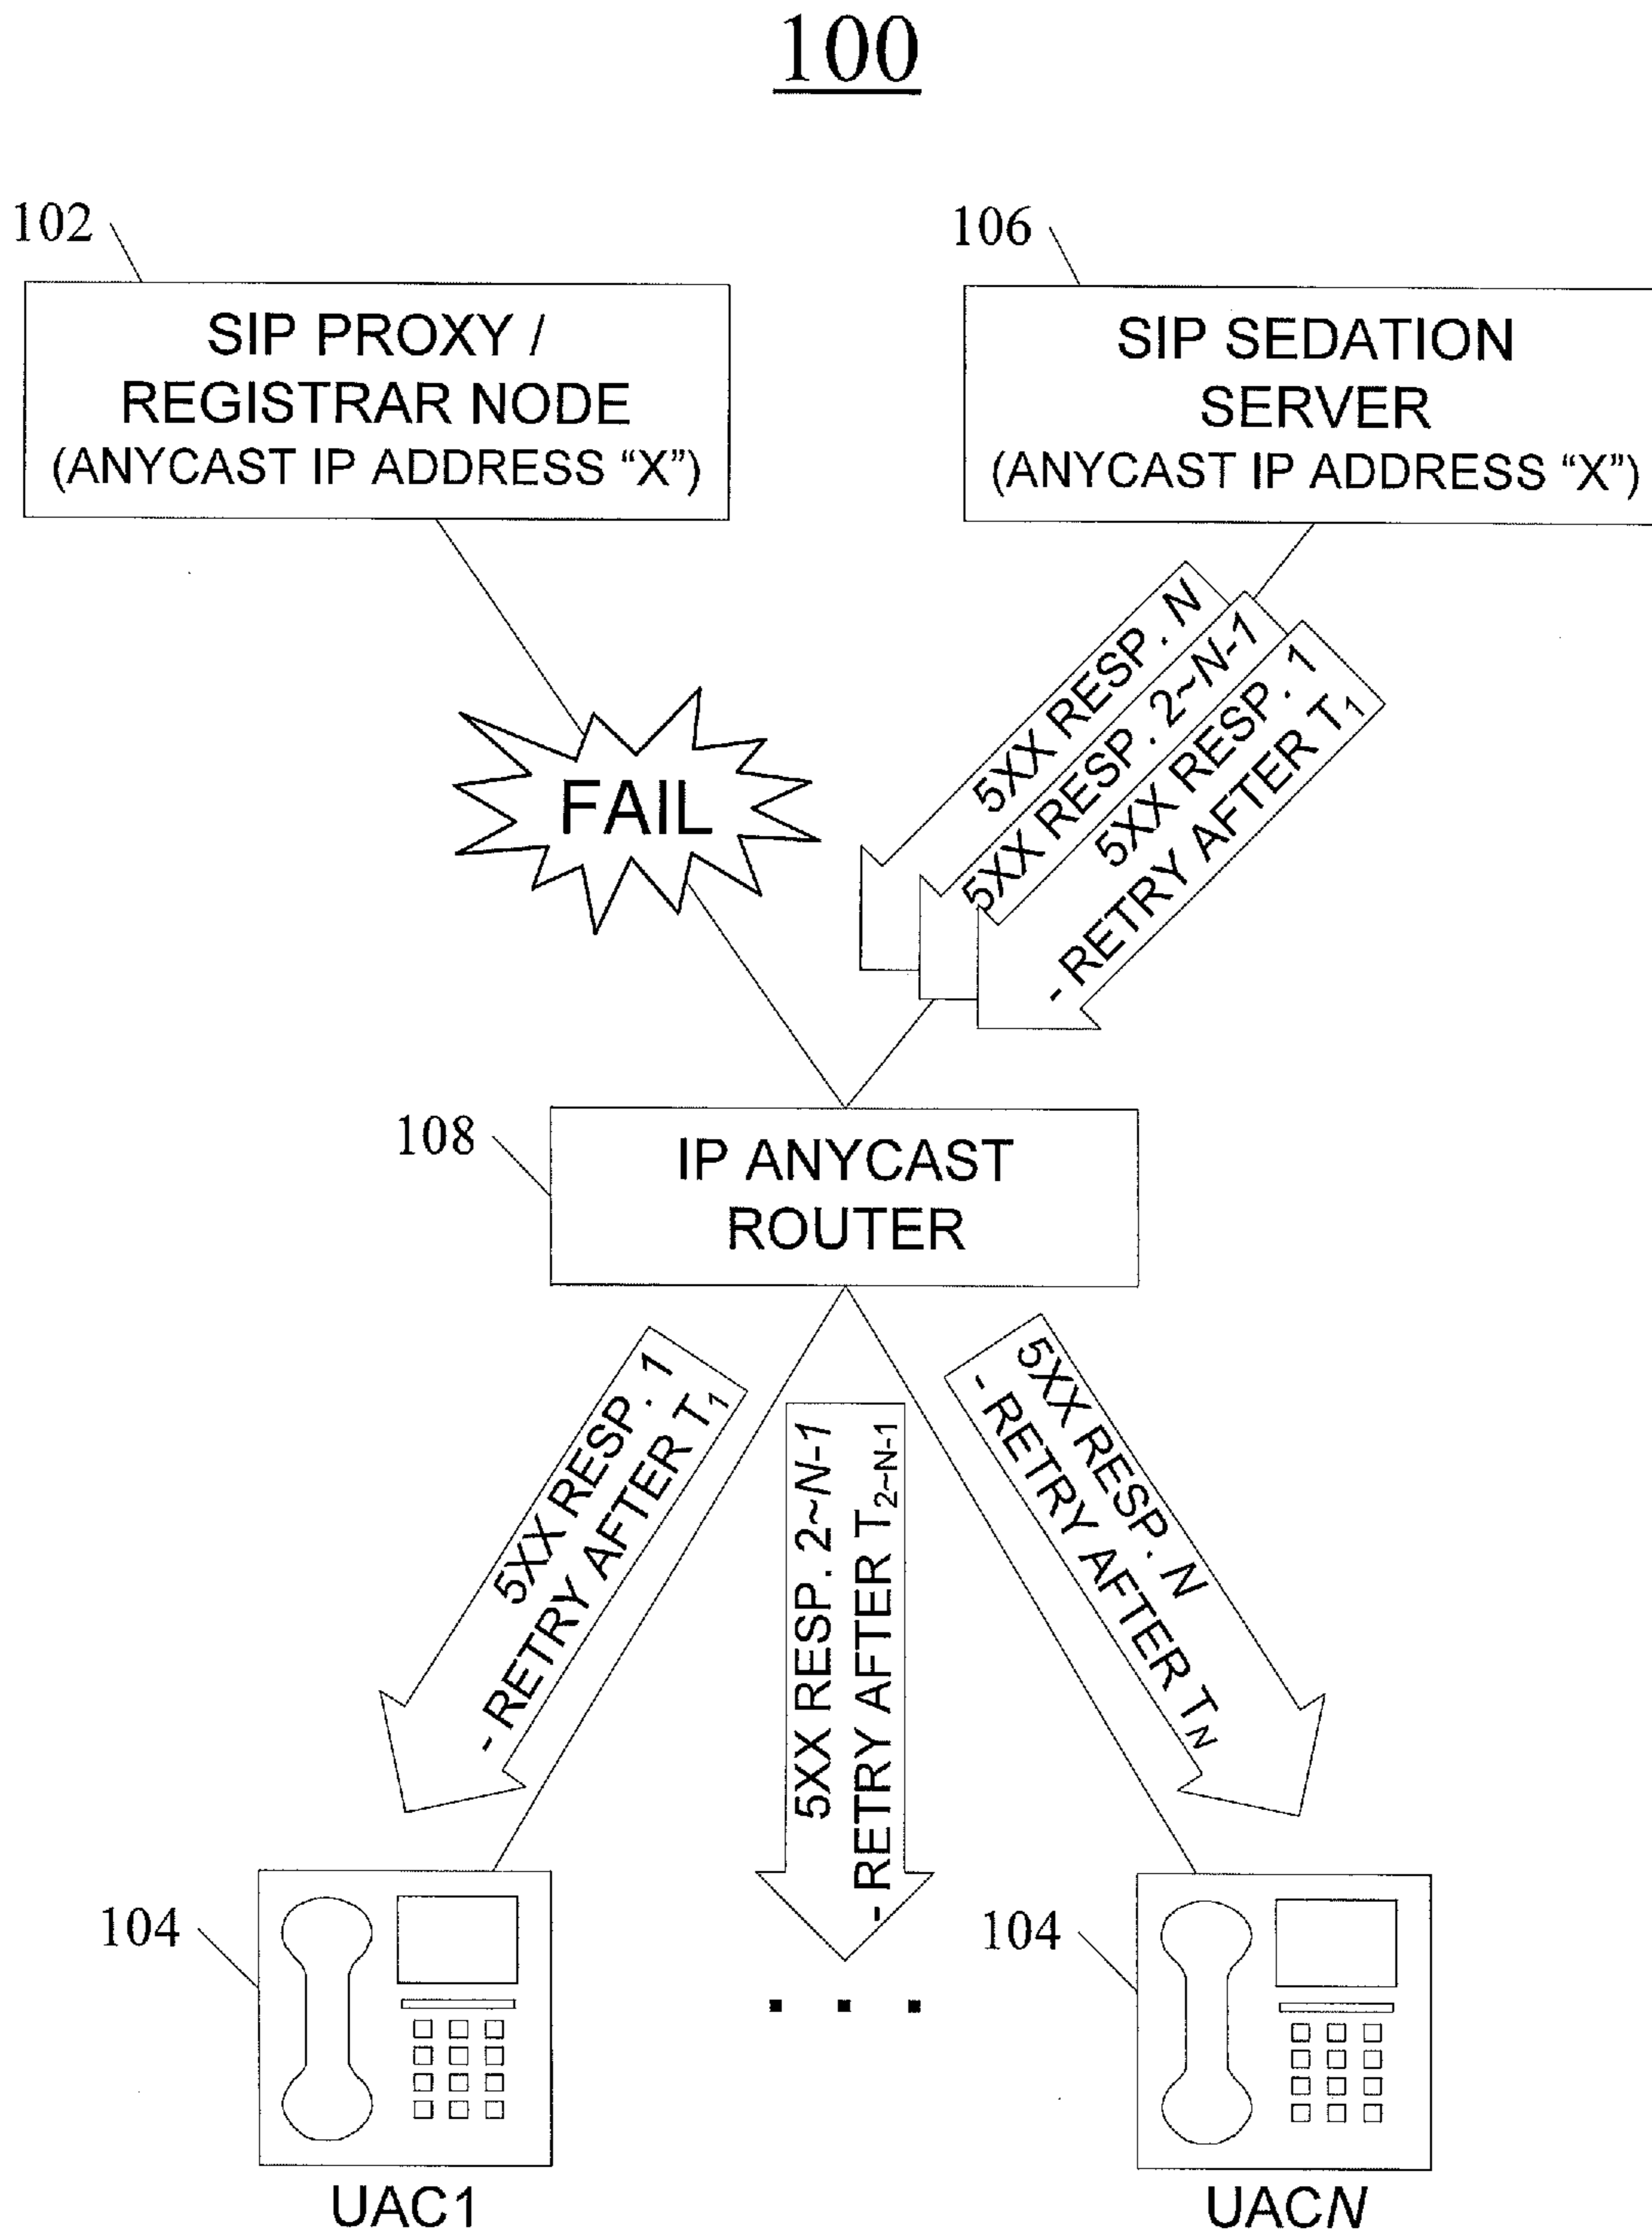 100
102
106
SIP PROXY /
REGISTRAR NODE
(ANYCAST IP ADDRESS “X”)
SIP SEDATION
SERVER
(ANYCAST IP ADDRESS “X”)
5XX RESP. N
5XX RESP. 2~N-1
5XX RESP. 1
- RETRY AFTER T1
FAIL
108
IP ANYCAST
ROUTER
5XX RESP. 1
- RETRY AFTER T1
5XX RESP. 2~N-1
- RETRY AFTER T2~N-1
5XX RESP. N
- RETRY AFTER TN
104
104
UAC1
UACN